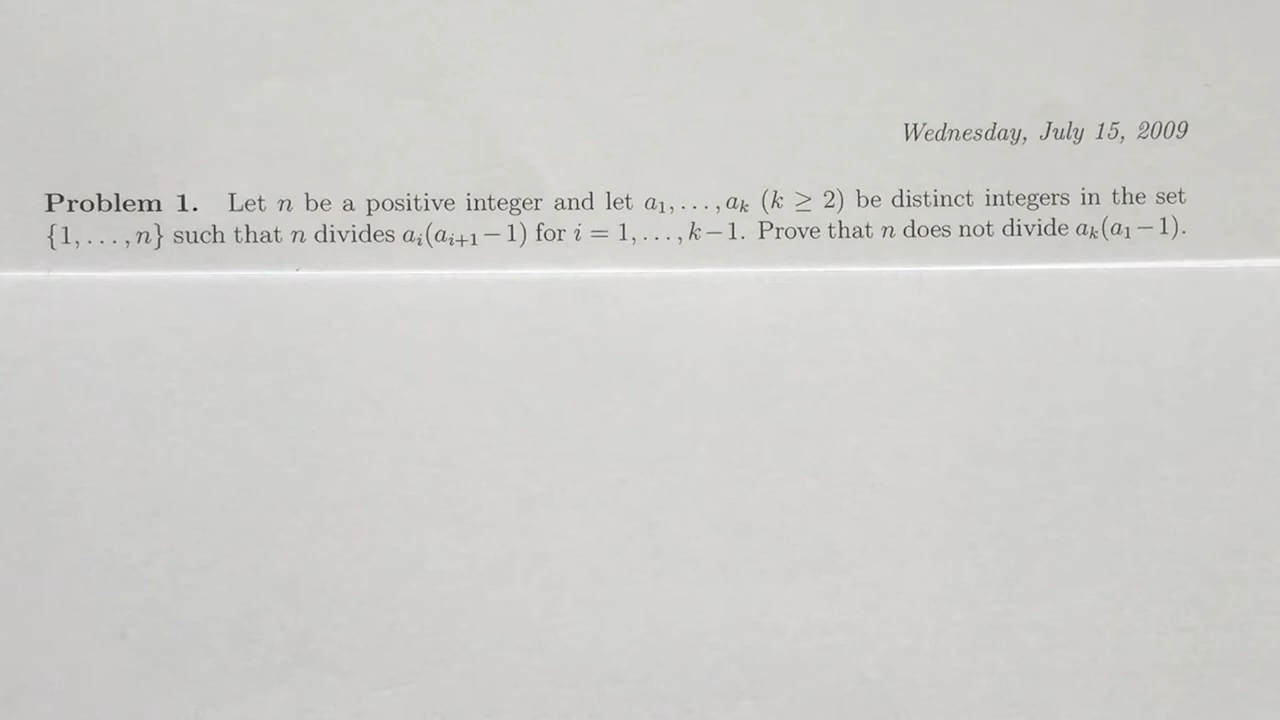 Wednesday, July 15, 2009
Problem 1. Let n be a positive integer and let a₁, . . . , aₖ (k ≥ 2) be distinct integers in the set
{1, . . . , n} such that n divides aᵢ(aᵢ₊₁ − 1) for i = 1, . . . , k − 1. Prove that n does not divide aₖ(a₁ − 1).